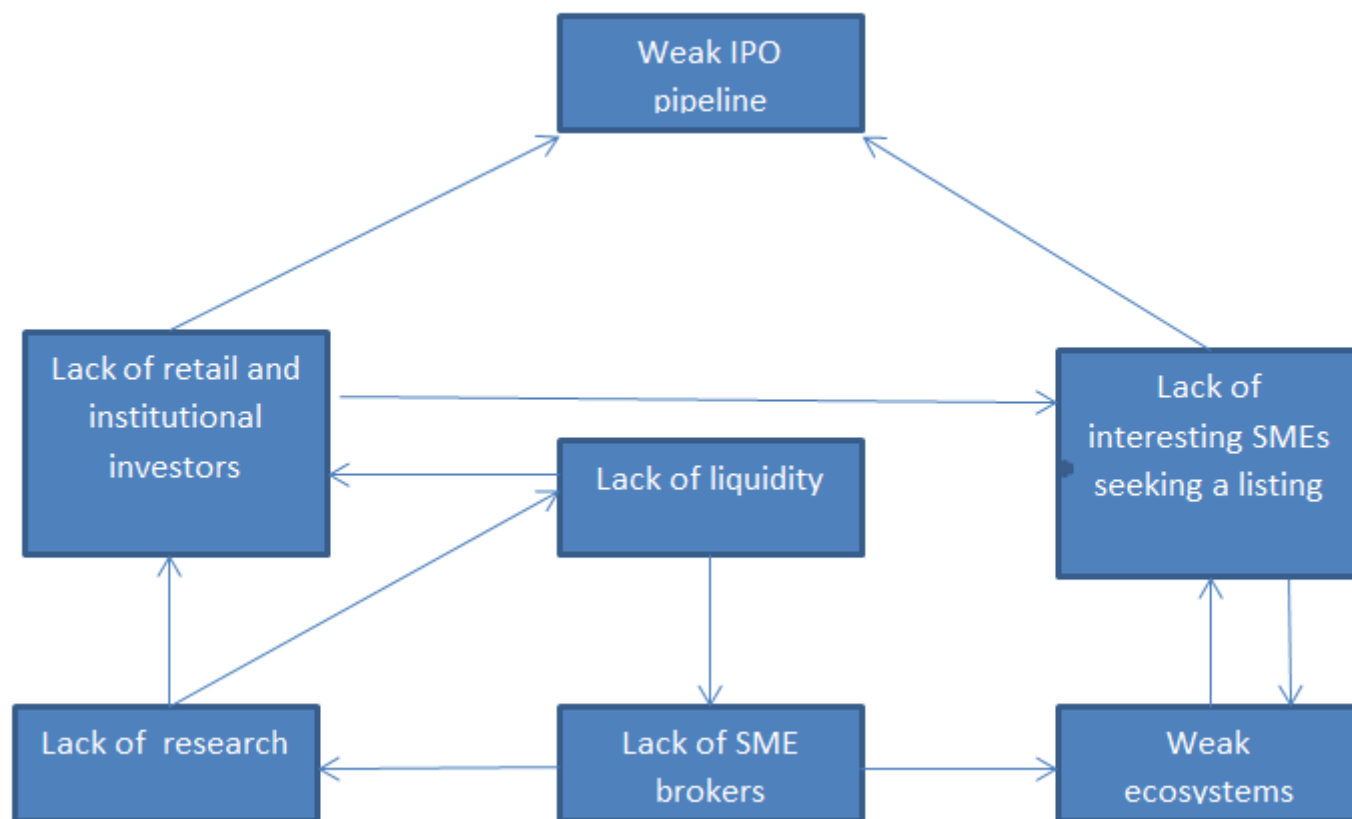 Weak IPO
pipeline
Lack of retail and
institutional
investors
Lack of liquidity
Lack of
interesting SMEs
seeking a listing
Lack of  research
Lack of SME
brokers
Weak
ecosystems